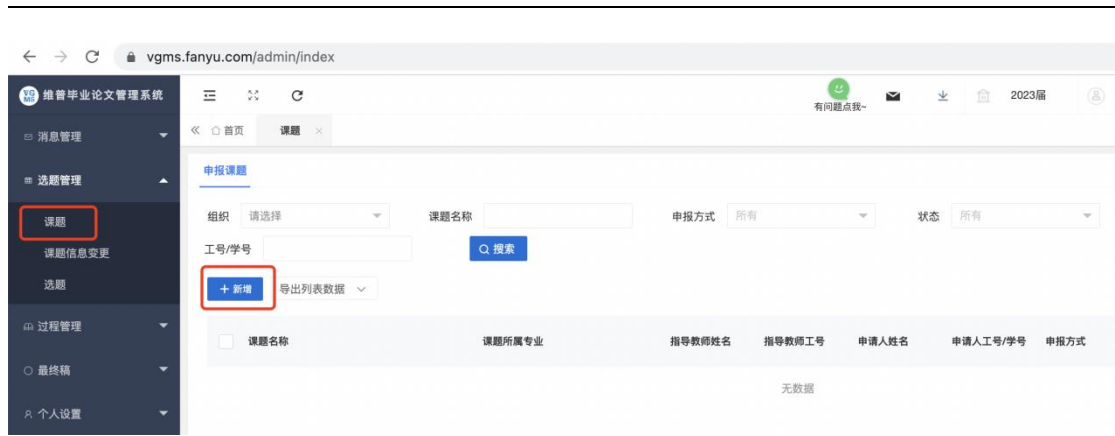 vgms.fanyu.com/admin/index
VGMS 维普毕业论文管理系统
有问题点我~
2023届
消息管理
首页 课题
选题管理
申报课题
课题
组织 请选择 课题名称 申报方式 所有 状态 所有
课题信息变更
工号/学号 搜索
选题
新增 导出列表数据
过程管理
课题名称 课题所属专业 指导教师姓名 指导教师工号 申请人姓名 申请人工号/学号 申报方式
最终稿
无数据
个人设置